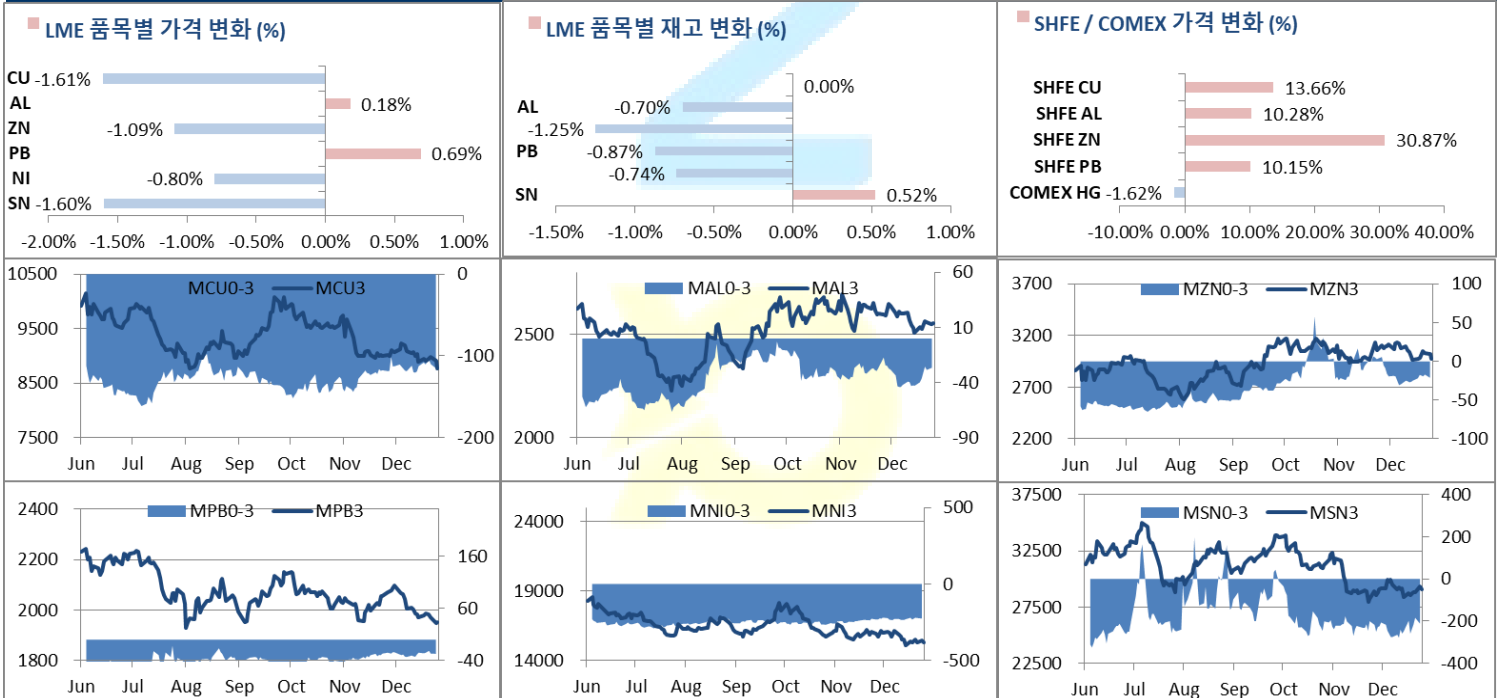 LME 품목별 가격 변화 (%)
CU -1.61%
AL 0.18%
ZN -1.09%
PB 0.69%
NI -0.80%
SN -1.60%
-2.00% -1.50% -1.00% -0.50% 0.00% 0.50% 1.00%
LME 품목별 재고 변화 (%)
0.00%
AL -0.70%
-1.25%
PB -0.87%
-0.74%
SN 0.52%
-1.50% -1.00% -0.50% 0.00% 0.50% 1.00%
SHFE / COMEX 가격 변화 (%)
SHFE CU 13.66%
SHFE AL 10.28%
SHFE ZN 30.87%
SHFE PB 10.15%
COMEX HG -1.62%
-10.00% 0.00% 10.00% 20.00% 30.00% 40.00%
MCU0-3 MCU3
10500 0
9500 -100
8500
7500 -200
Jun Jul Aug Sep Oct Nov Dec
MAL0-3 MAL3
60
2500 10
-40
2000 -90
Jun Jul Aug Sep Oct Nov Dec
MZN0-3 MZN3
3700 100
50
3200 0
2700 -50
2200 -100
Jun Jul Aug Sep Oct Nov Dec
MPB0-3 MPB3
2400
2200 160
2000 60
1800 -40
Jun Jul Aug Sep Oct Nov Dec
MNI0-3 MNI3
24000 500
19000 0
14000 -500
Jun Jul Aug Sep Oct Nov Dec
MSN0-3 MSN3
37500 400
32500 200
0
27500 -200
22500 -400
Jun Jul Aug Sep Oct Nov Dec